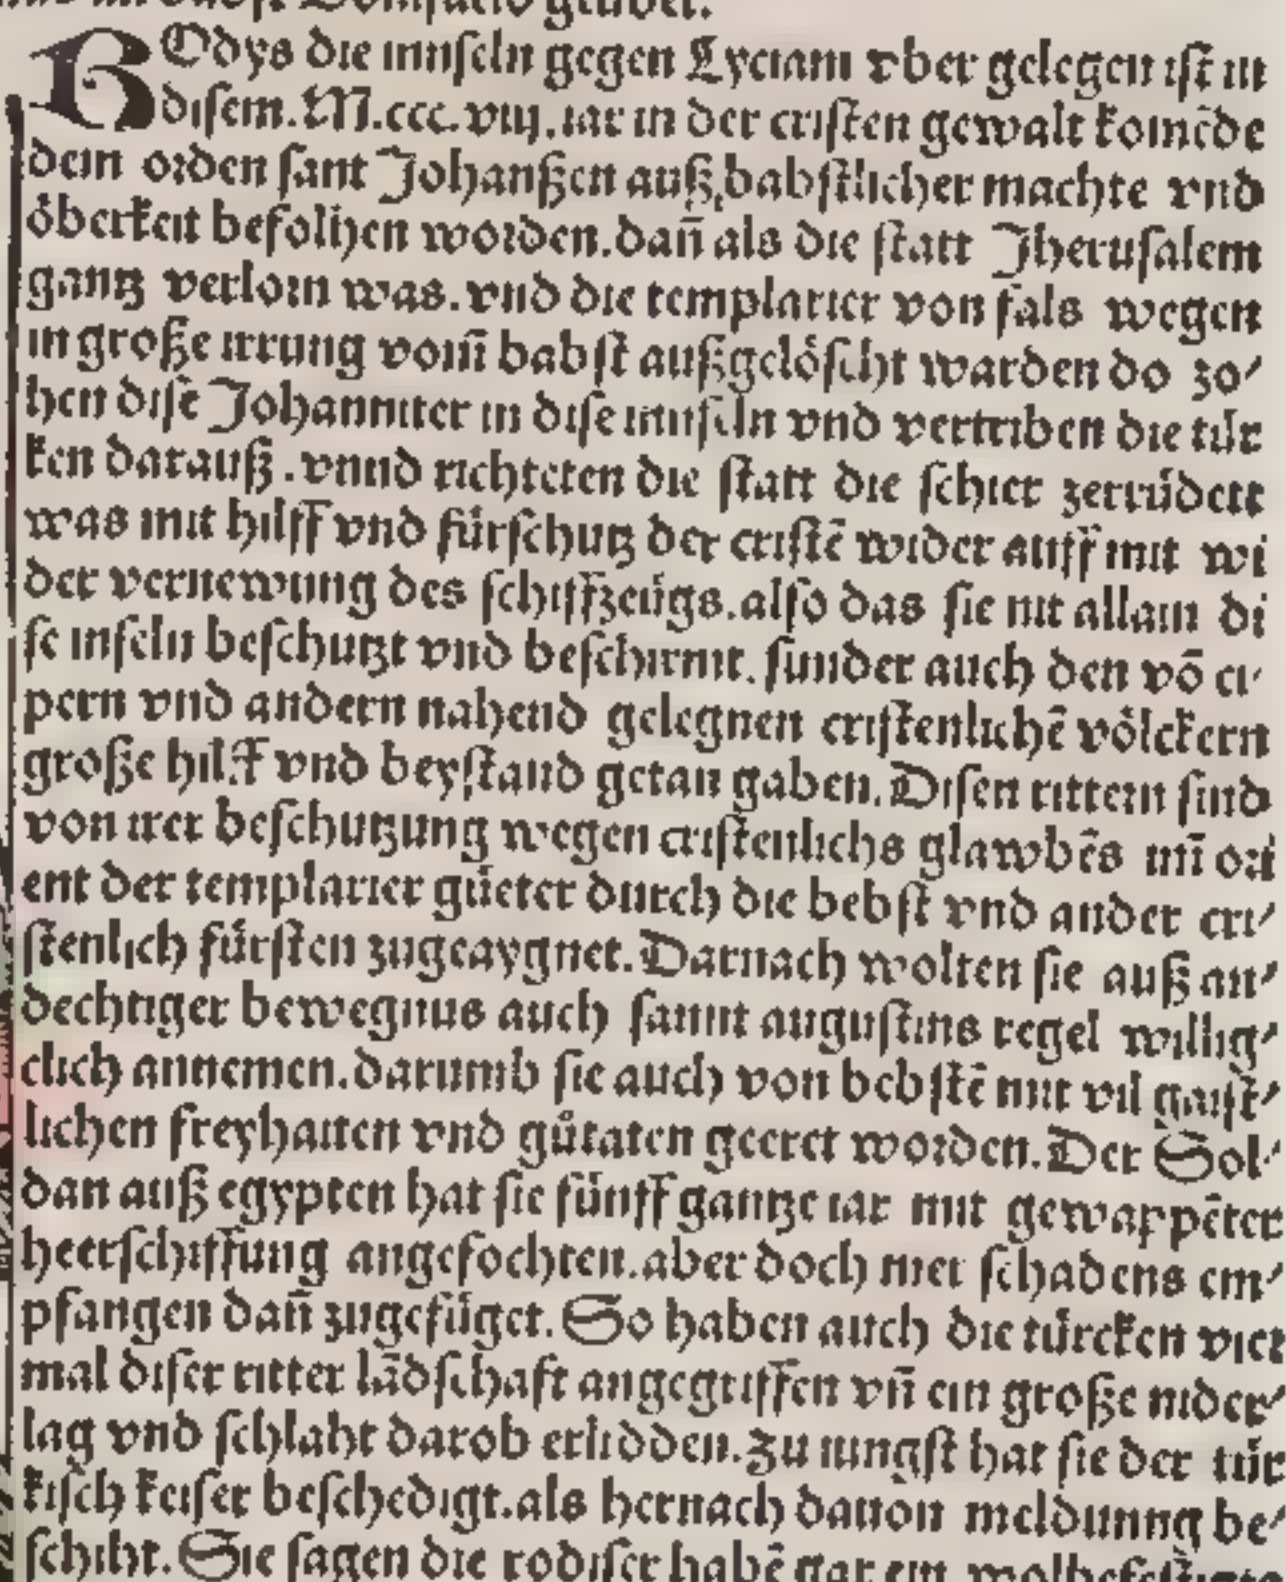 Rodys die innseln gegen Lyciam vber gelegen ist in
disem. M.ccc.viij. iar in der cristen gewalt komēde
dem orden sant Johanßen auß babstlicher machte vnd
öberkeit befolhen worden. dañ als die statt Jherusalem
gantz verlorn was. vnd die templarier von fals wegen
in große irrung vom̄ babst außgelöscht warden do zo-
hen dise Johanniter in dise innseln vnd vertriben die tür
ken darauß. vnnd richteten die statt die schier zerrüdett
was mit hilff vnd fürschutz der cristē wider auff mit wi
der vernewung des schiffzeügs. also das sie nit allain di
se inseln beschutzt vnd beschirmt. sunder auch den vō ci-
pern vnd andern nahend gelegnen cristenlichē völckern
große hilff vnd beystand getan gaben. Disen rittern sind
von irer beschutzung wegen cristenlichs glawbēs im̄ ori
ent der templarier güeter durch die bebst vnd ander cri-
stenlich fürsten zugeaygnet. Darnach wolten sie auß an-
dechtiger bewegnus auch sannt augustins regel willig-
clich annemen. darumb sie auch von bebstē mit vil gaist-
lichen freyhaiten vnd gůtaten geeret worden. Der Sol-
dan auß egypten hat sie fünff gantze iar mit gewappēter
heerschiffung angefochten. aber doch mer schadens em-
pfangen dañ zugefüget. So haben auch die türcken vier
mal diser ritter lādschaft angegriffen vñ ein große nider-
lag vnd schlaht darob erlidden. zu iungst hat sie der tür
kisch keiser beschedigt. als hernach dauon meldunng be-
schiht. Sie sagen die rodiser habē gar ein